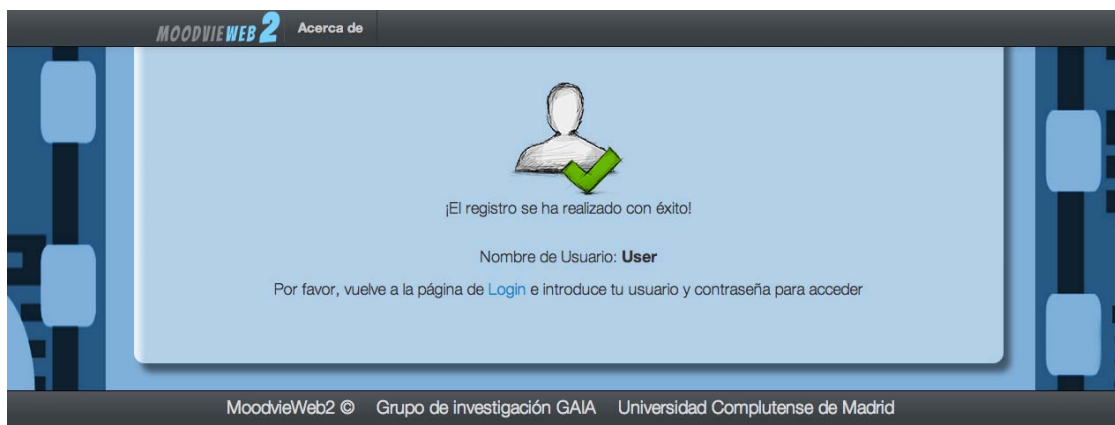 MOODVIEWEB2 Acerca de
¡El registro se ha realizado con éxito!
Nombre de Usuario: User
Por favor, vuelve a la página de Login e introduce tu usuario y contraseña para acceder
MoodvieWeb2 © Grupo de investigación GAIA Universidad Complutense de Madrid